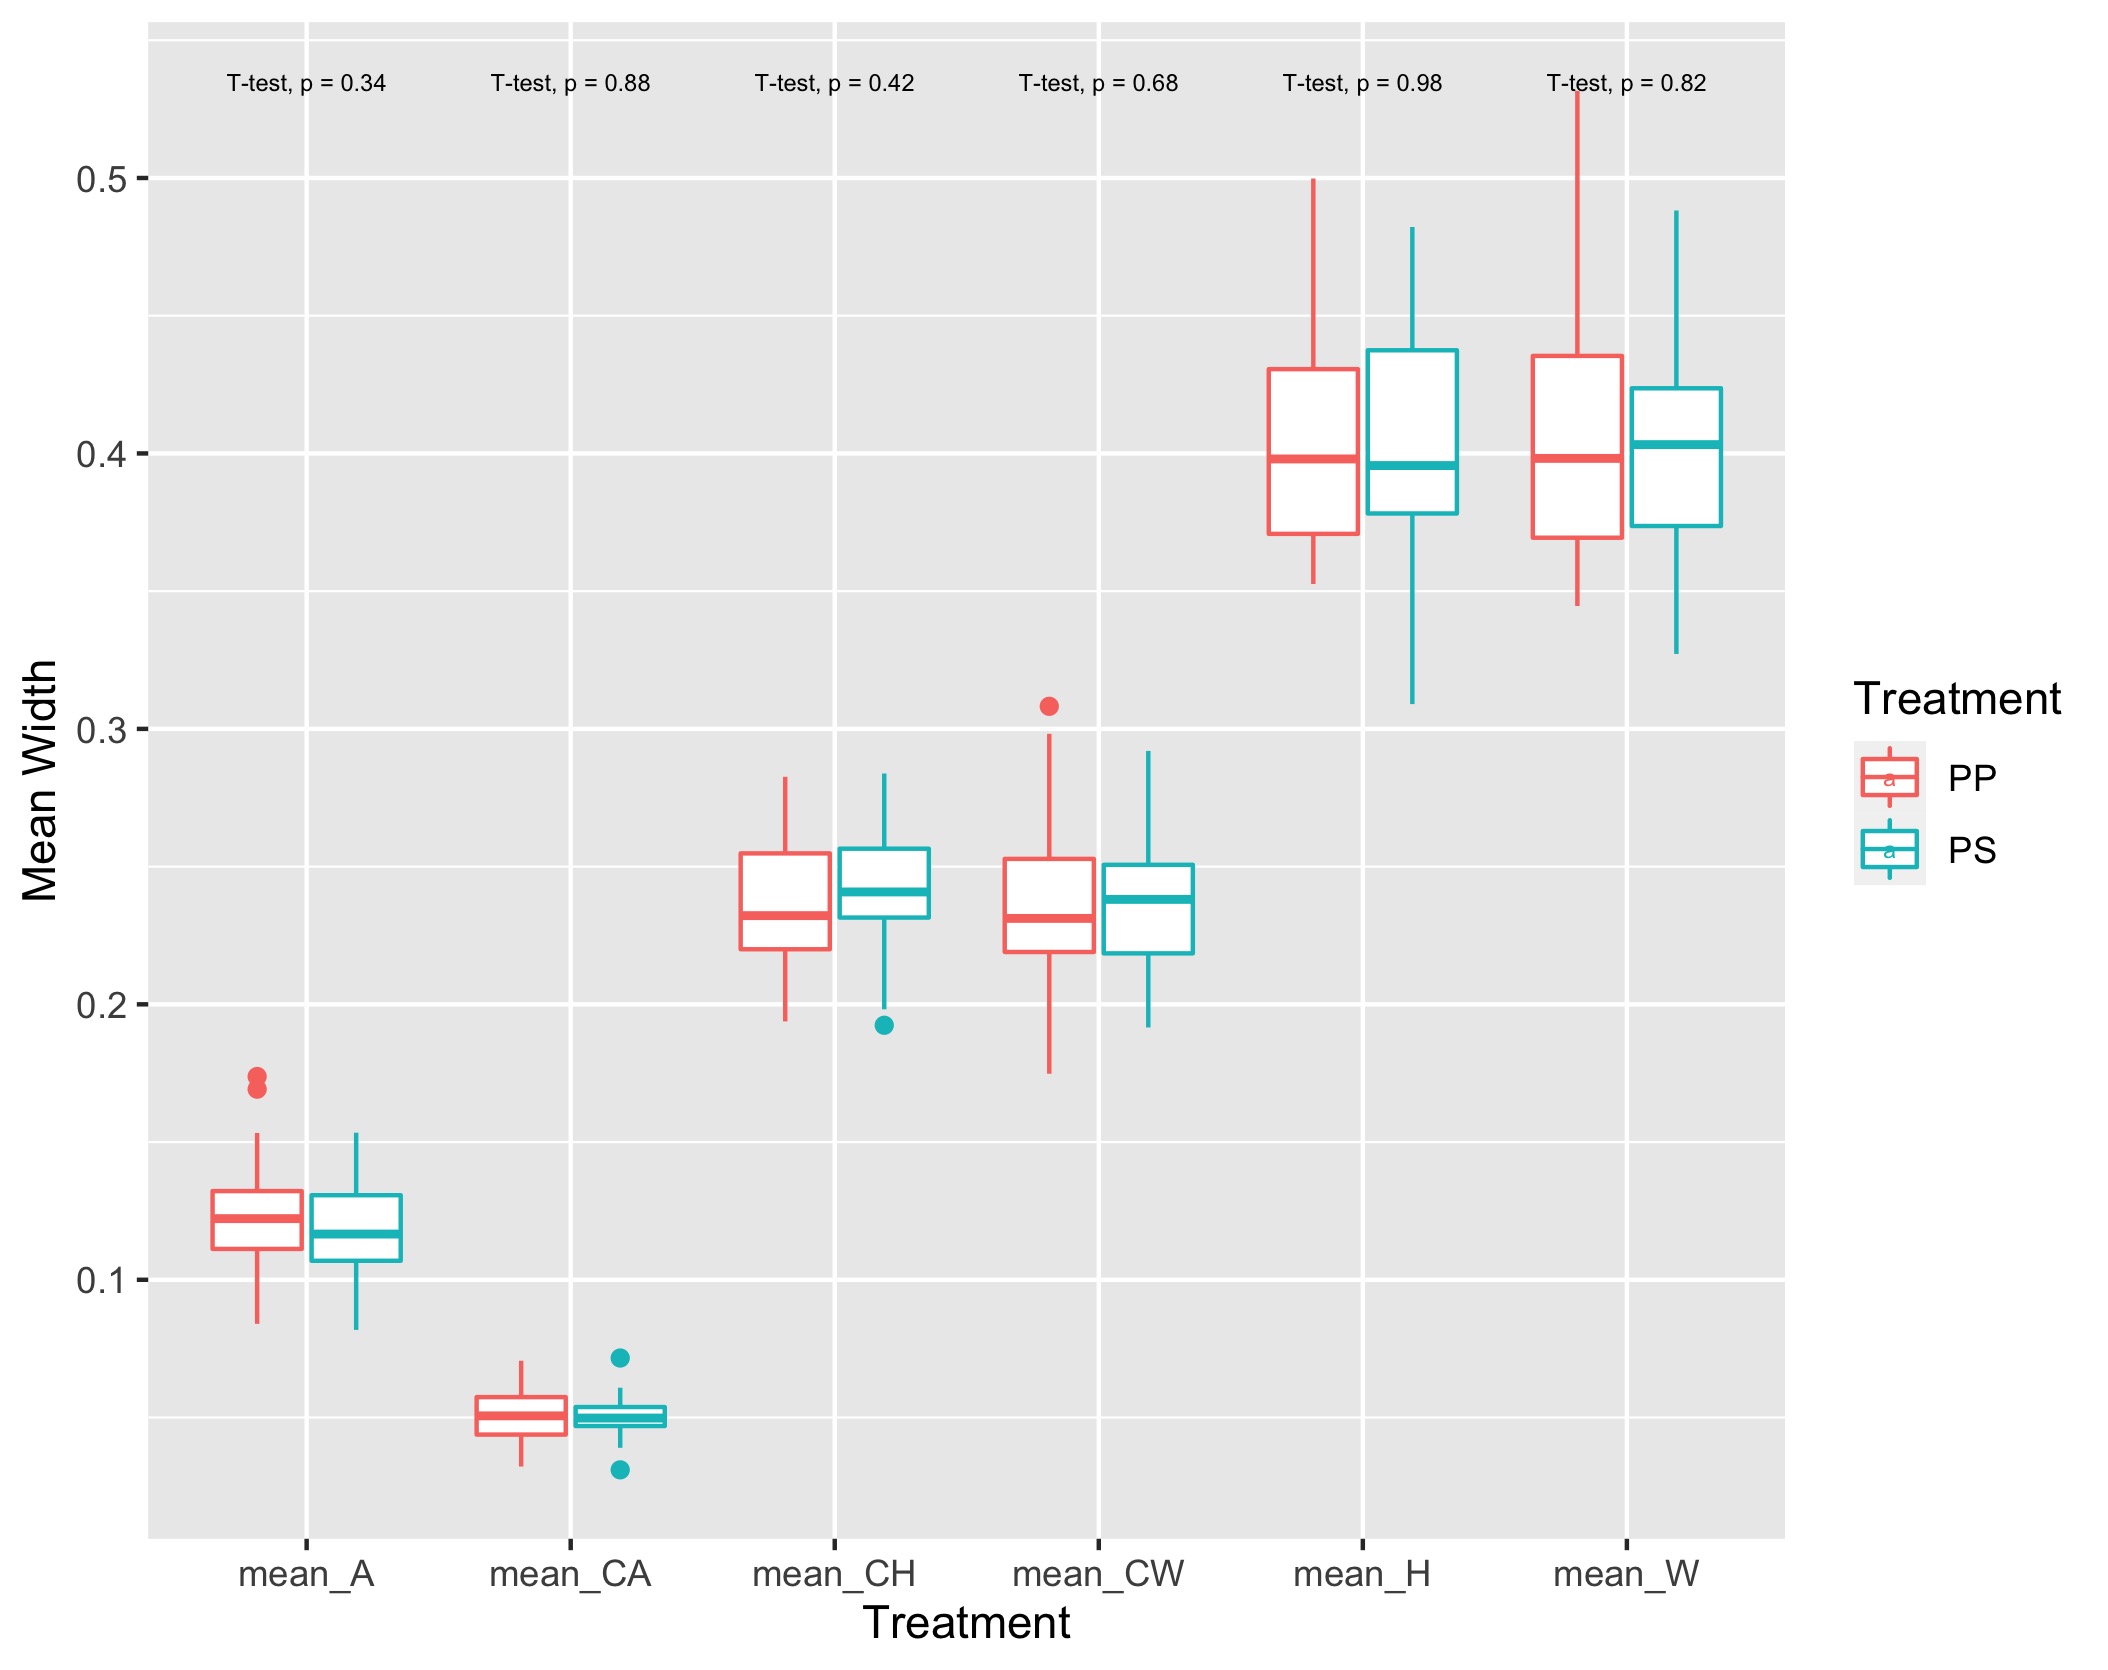 T-test, p = 0.34
T-test, p = 0.88
T-test, p = 0.42
T-test, p = 0.68
T-test, p = 0.98
T-test, p = 0.82
0.5
0.4
0.3
0.2
0.1
Mean Width
mean_A
mean_CA
mean_CH
mean_CW
mean_H
mean_W
Treatment
Treatment
a PP
a PS